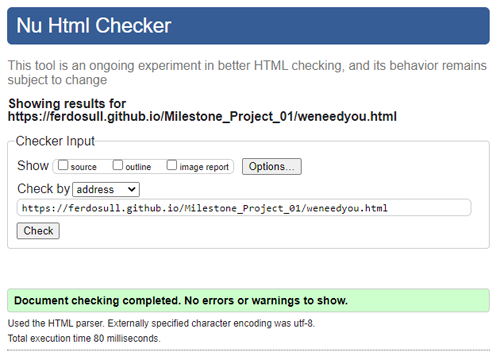 Nu Html Checker
This tool is an ongoing experiment in better HTML checking, and its behavior remains
subject to change
Showing results for
https://ferdosull.github.io/Milestone_Project_01/weneedyou.html
Checker Input
Show source outline image report Options...
Check by address
https://ferdosull.github.io/Milestone_Project_01/weneedyou.html
Check
Document checking completed. No errors or warnings to show.
Used the HTML parser. Externally specified character encoding was utf-8.
Total execution time 80 milliseconds.